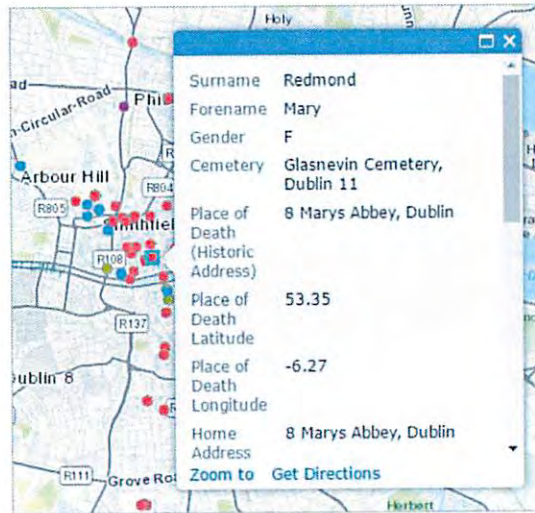 Holy
ad
Phi
n-Circular-Road
Arbour Hill
R804
R805
Smithfiel
R108
R137
Dublin 8
R111
Grove Ro
Herbert
Surname Redmond
Forename Mary
Gender F
Cemetery Glasnevin Cemetery,
Dublin 11
Place of 8 Marys Abbey, Dublin
Death
(Historic
Address)
Place of 53.35
Death
Latitude
Place of -6.27
Death
Longitude
Home 8 Marys Abbey, Dublin
Address
Zoom to Get Directions